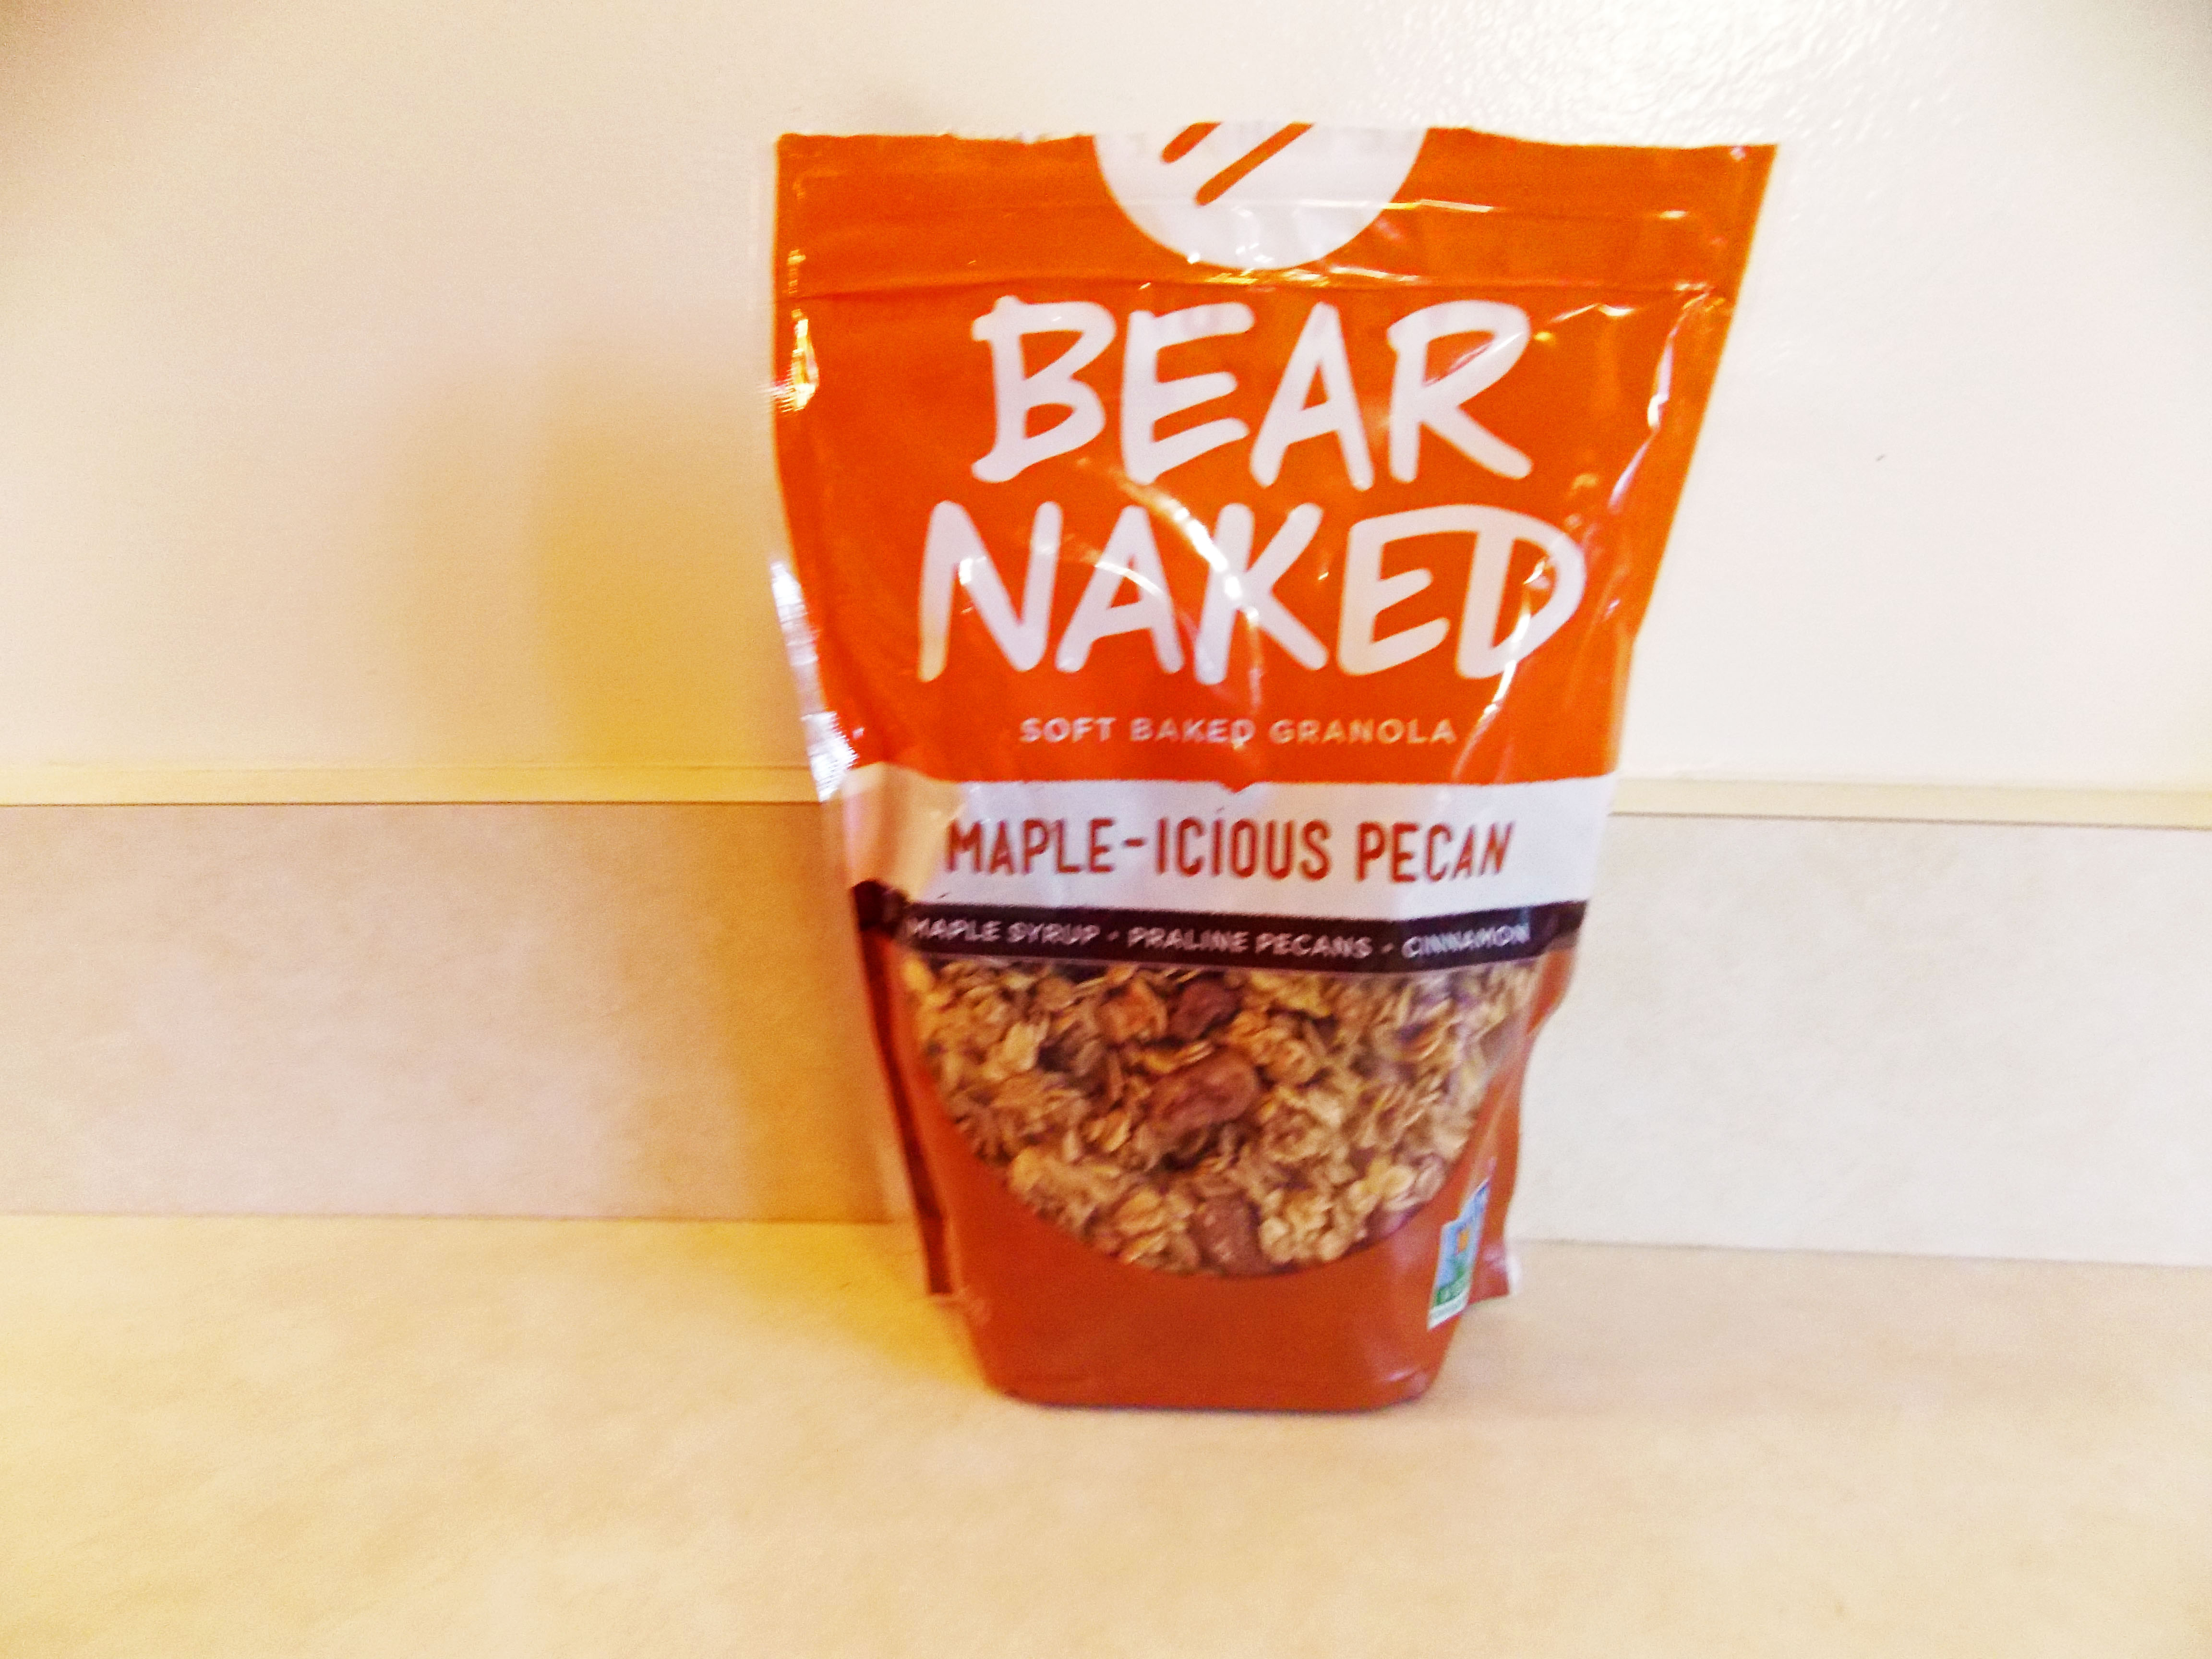 BEAR
NAKED
SOFT BAKED GRANOLA
MAPLE-ICIOUS PECAN
MAPLE SYRUP • PRALINE PECANS • CINNAMON